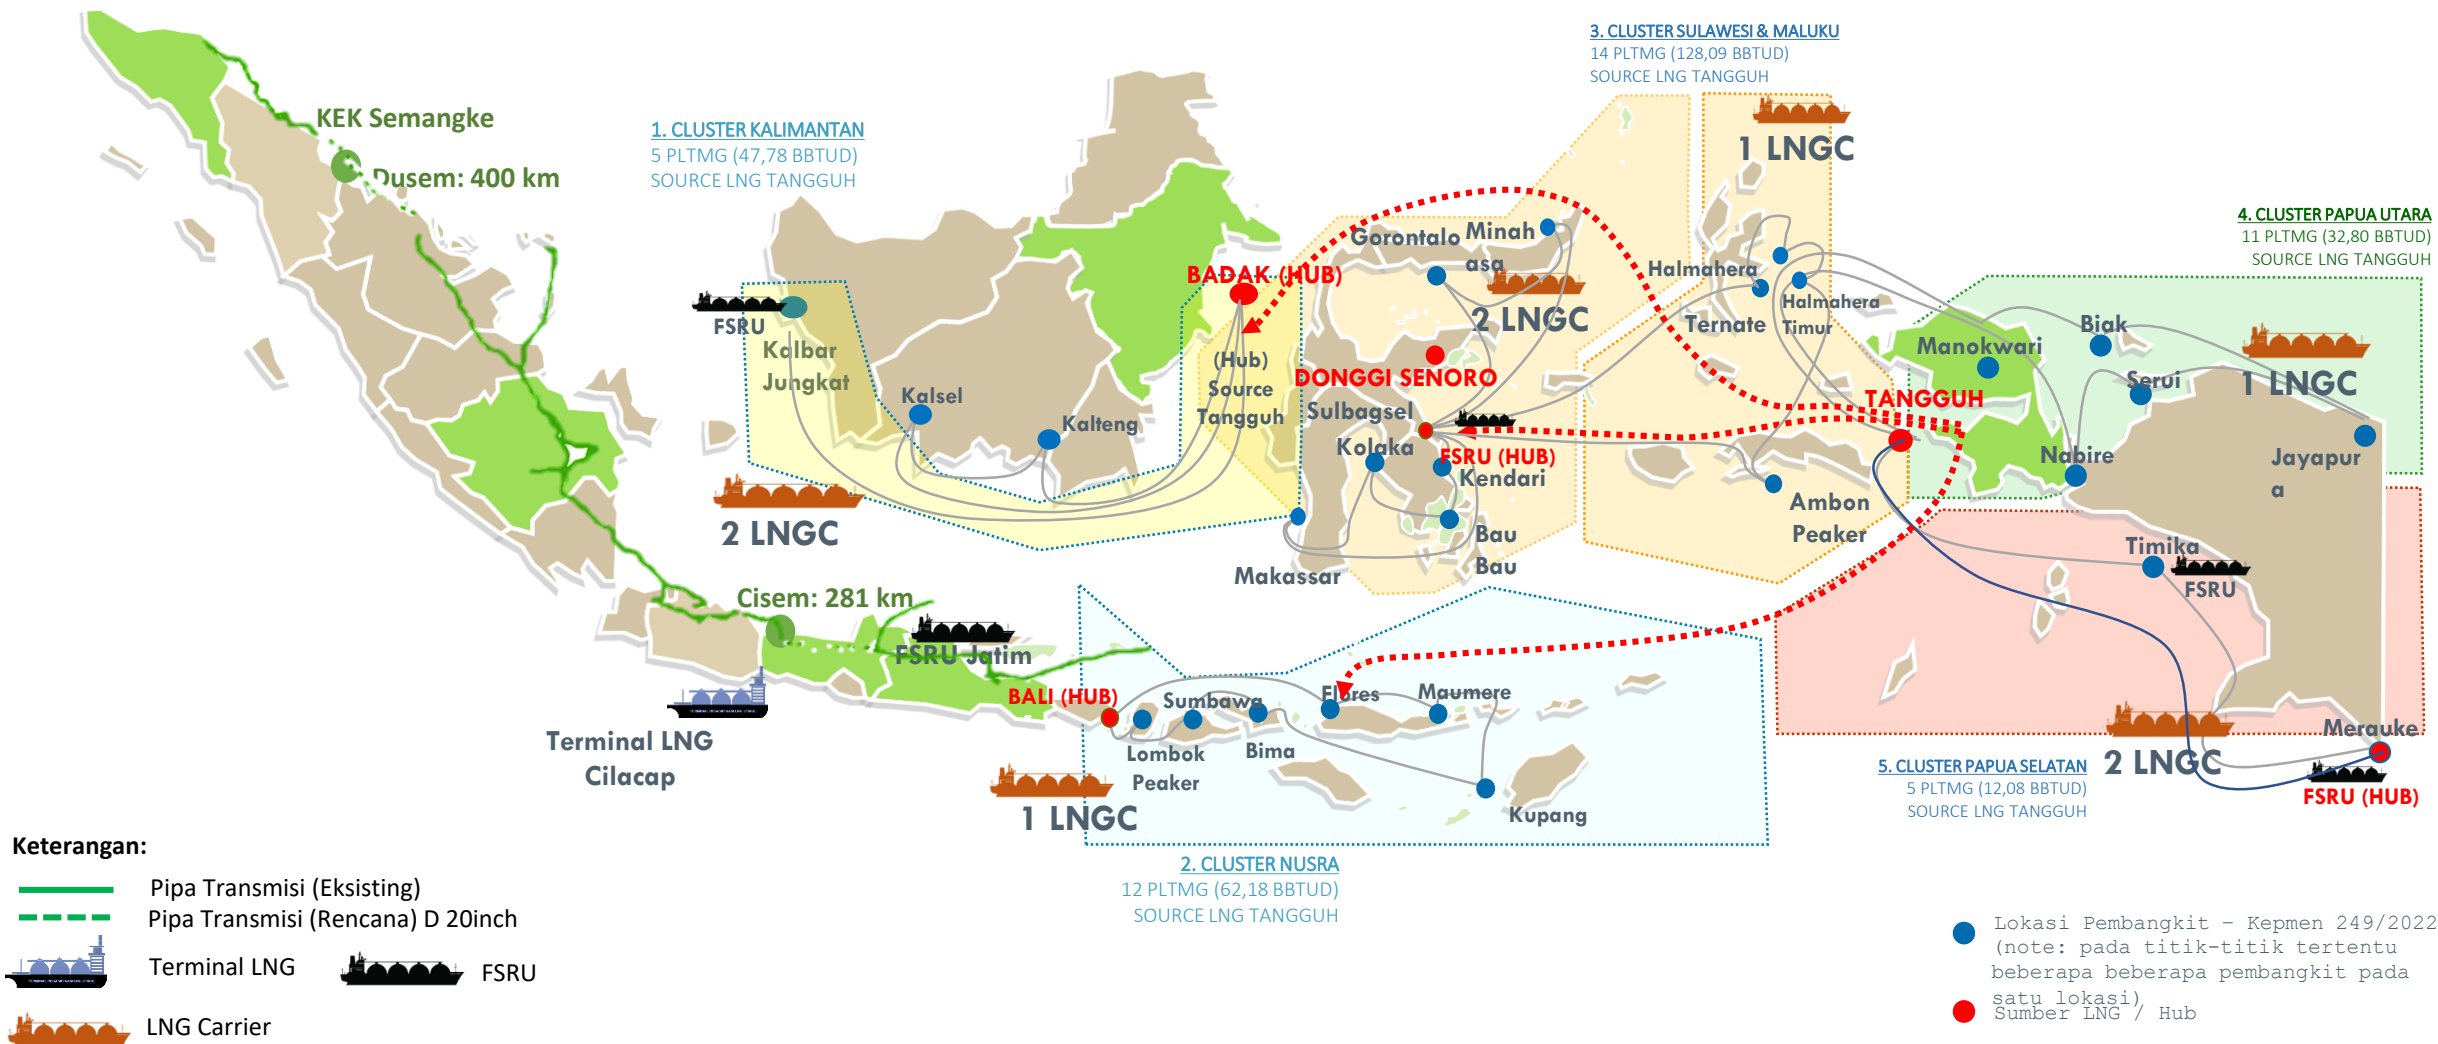 3. CLUSTER SULAWESI & MALUKU
14 PLTMG (128,09 BBTUD)
SOURCE LNG TANGGUH
KEK Semangke
Dusem: 400 km
1. CLUSTER KALIMANTAN
5 PLTMG (47,78 BBTUD)
SOURCE LNG TANGGUH
1 LNGC
4. CLUSTER PAPUA UTARA
11 PLTMG (32,80 BBTUD)
SOURCE LNG TANGGUH
Gorontalo
Minah
asa
BADAK (HUB)
Halmahera
Halmahera
Timur
Ternate
2 LNGC
FSRU
Kalbar
Jungkat
(Hub)
Source
Tangguh
DONGGI SENORO
Manokwari
Biak
Serui
1 LNGC
TANGGUH
Kalsel
Kalteng
Sulbagsel
Kolaka
FSRU (HUB)
Kendari
Nabire
Jayapur
a
Ambon
Peaker
2 LNGC
Bau
Bau
Makassar
Timika
FSRU
Cisem: 281 km
FSRU Jatim
BALI (HUB)
Sumbawa
Flores
Maumere
Terminal LNG
Cilacap
Lombok
Peaker
Bima
Kupang
1 LNGC
Merauke
2 LNGC
FSRU (HUB)
5. CLUSTER PAPUA SELATAN
5 PLTMG (12,08 BBTUD)
SOURCE LNG TANGGUH
2. CLUSTER NUSRA
12 PLTMG (62,18 BBTUD)
SOURCE LNG TANGGUH
Keterangan:
Pipa Transmisi (Eksisting)
Pipa Transmisi (Rencana) D 20inch
Terminal LNG
FSRU
LNG Carrier
Lokasi Pembangkit – Kepmen 249/2022
(note: pada titik-titik tertentu
beberapa beberapa pembangkit pada
satu lokasi)
Sumber LNG / Hub